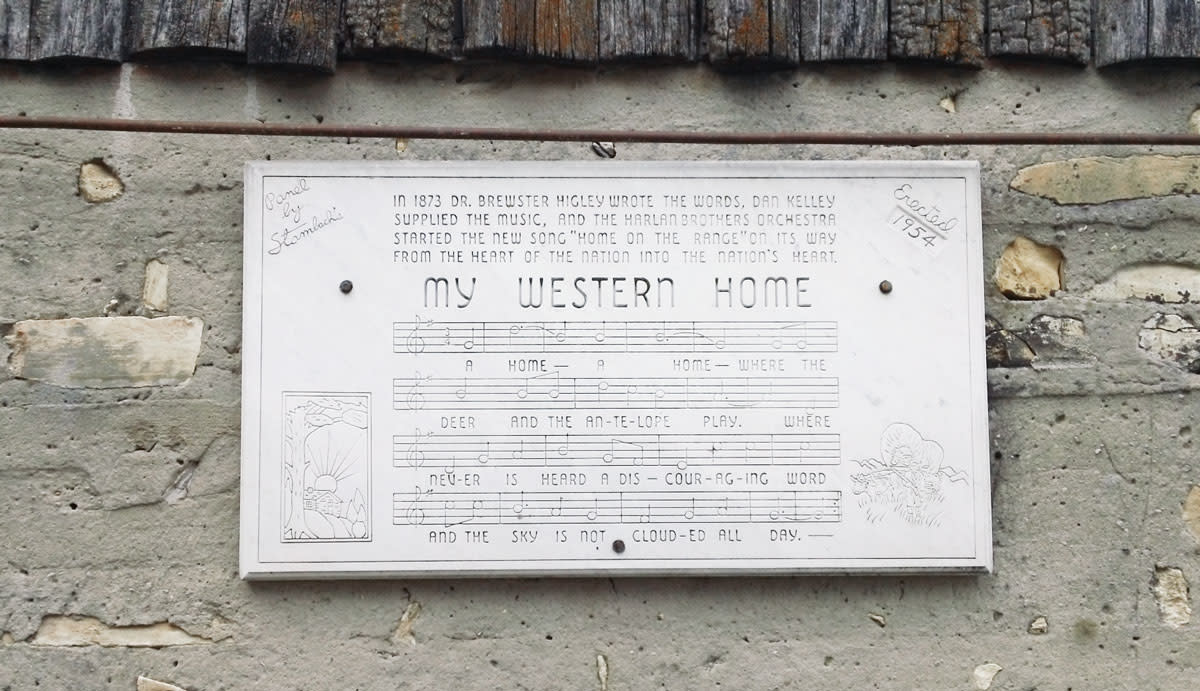 Panel
by
Stambach's
IN 1873 DR. BREWSTER HIGLEY WROTE THE WORDS, DAN KELLEY
SUPPLIED THE MUSIC, AND THE HARLAN BROTHERS ORCHESTRA
STARTED THE NEW SONG "HOME ON THE RANGE" ON ITS WAY
FROM THE HEART OF THE NATION INTO THE NATION'S HEART.
Erected
1954
MY WESTERN HOME
A HOME — A HOME — WHERE THE
DEER AND THE AN-TE-LOPE PLAY. WHERE
NEV-ER IS HEARD A DIS — COUR-AG-ING WORD
AND THE SKY IS NOT CLOUD-ED ALL DAY. —